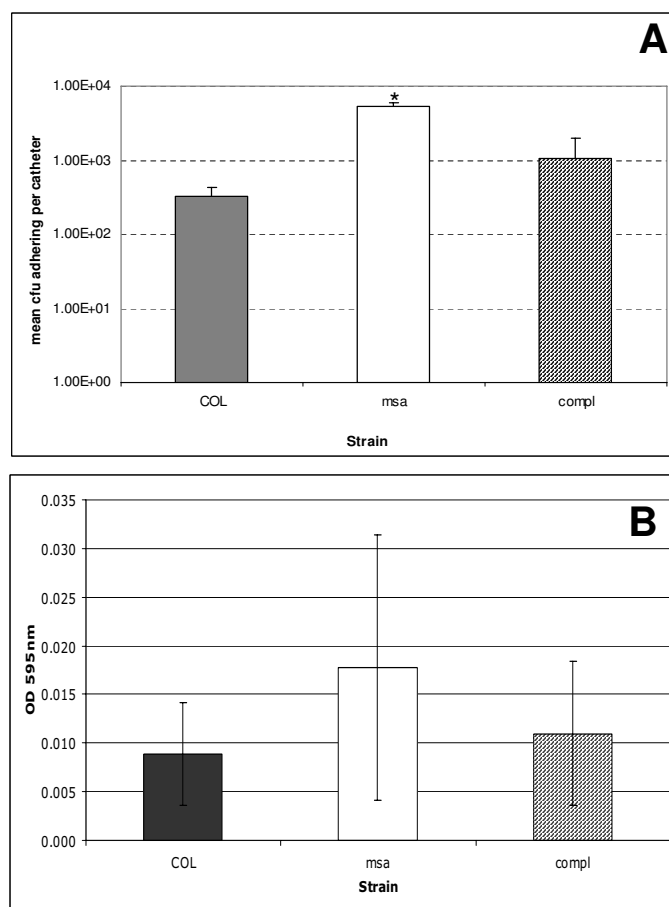 A
1.00E+04
*
1.00E+03
1.00E+02
1.00E+01
1.00E+00
mean cfu adhering per catheter
COL msa compl
Strain
B
0.035
0.030
0.025
0.020
0.015
0.010
0.005
0.000
OD 595nm
COL msa compl
Strain